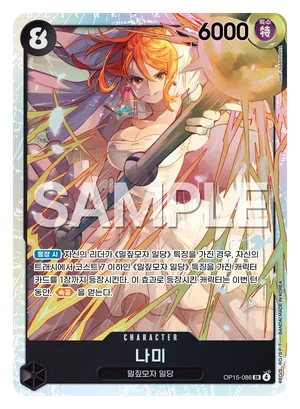 8
6000
특수
特
SAMPLE
등장 시 자신의 리더가 《밀짚모자 일당》 특징을 가진 경우, 자신의
트래시에서 코스트 7 이하인 《밀짚모자 일당》 특징을 가진 캐릭터
카드를 1장까지 등장시킨다. 이 효과로 등장시킨 캐릭터는 이번 턴
동안, 속공 을 얻는다.
CHARACTER
나미
밀짚모자 일당
OP15-086 SR
4